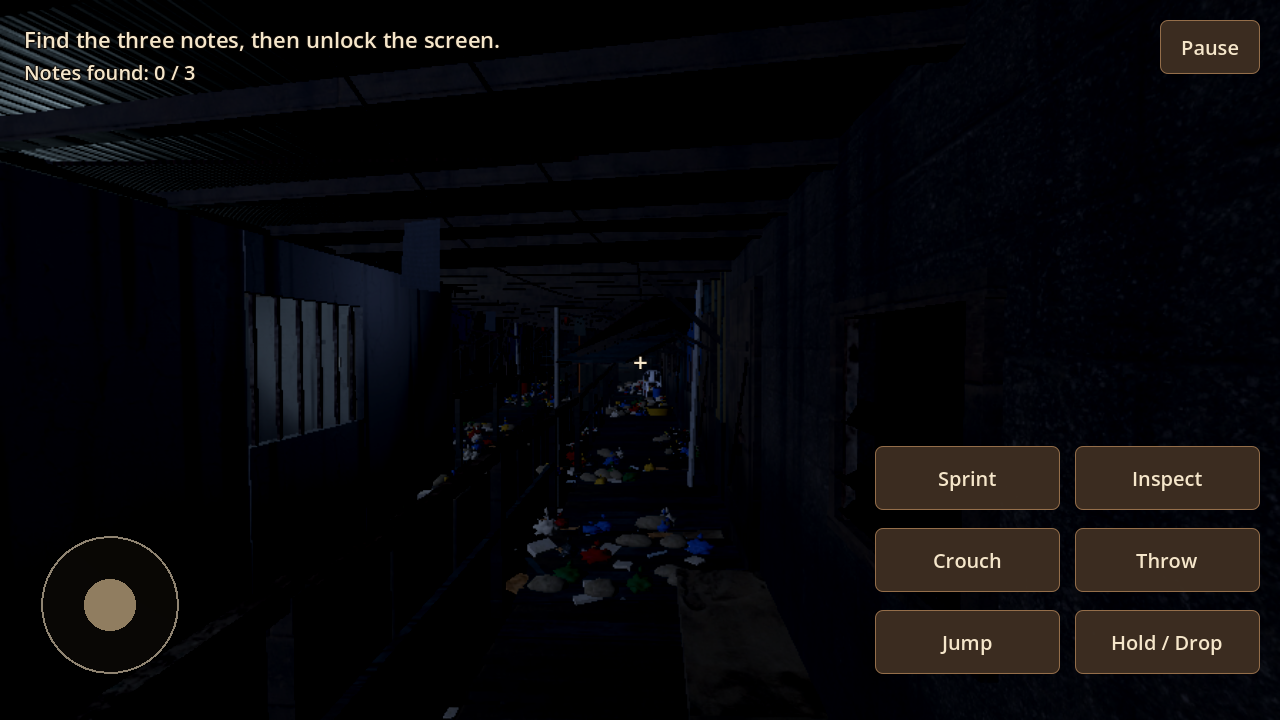 Find the three notes, then unlock the screen.
Notes found: 0 / 3
Pause
Sprint
Inspect
Crouch
Throw
Jump
Hold / Drop